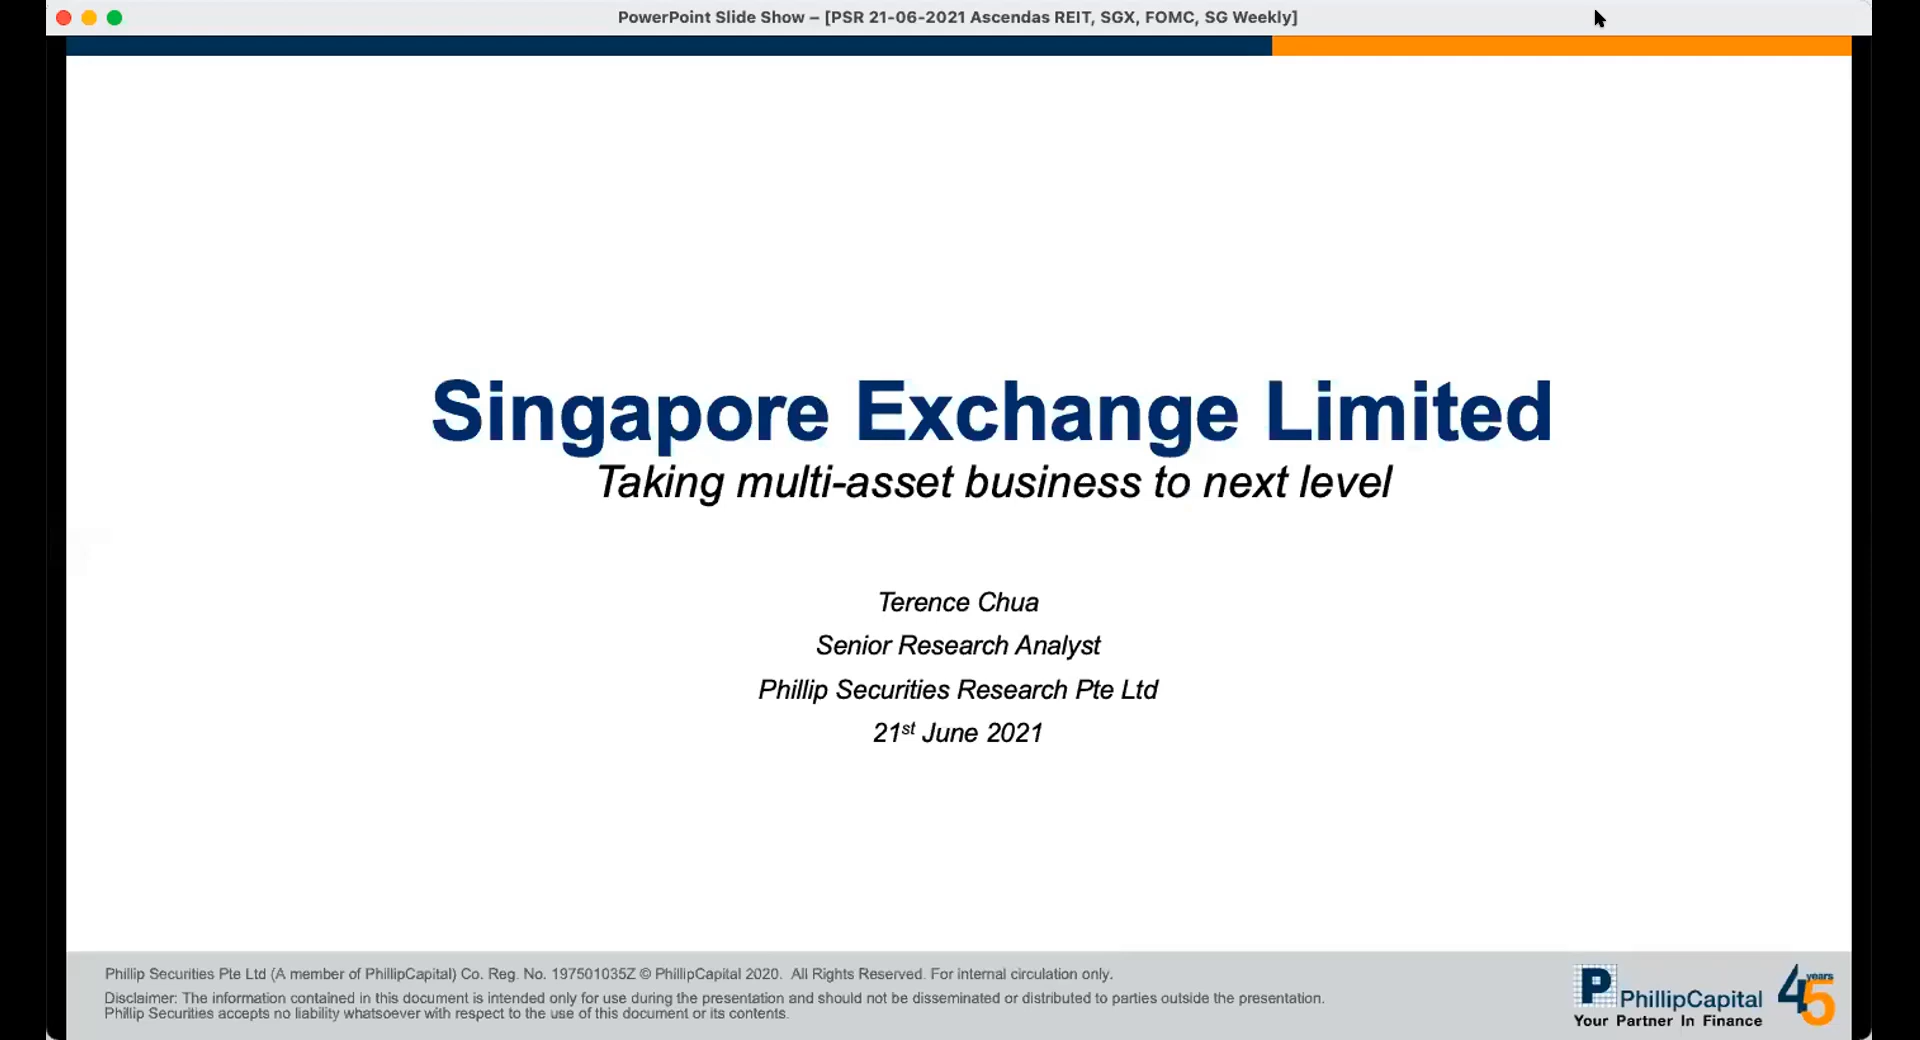 PowerPoint Slide Show – [PSR 21-06-2021 Ascendas REIT, SGX, FOMC, SG Weekly]
Singapore Exchange Limited
Taking multi-asset business to next level
Terence Chua
Senior Research Analyst
Phillip Securities Research Pte Ltd
21st June 2021
Phillip Securities Pte Ltd (A member of PhillipCapital) Co. Reg. No. 197501035Z © PhillipCapital 2020. All Rights Reserved. For internal circulation only.
Disclaimer: The information contained in this document is intended only for use during the presentation and should not be disseminated or distributed to parties outside the presentation.
Phillip Securities accepts no liability whatsoever with respect to the use of this document or its contents.
P PhillipCapital
Your Partner In Finance
45 years